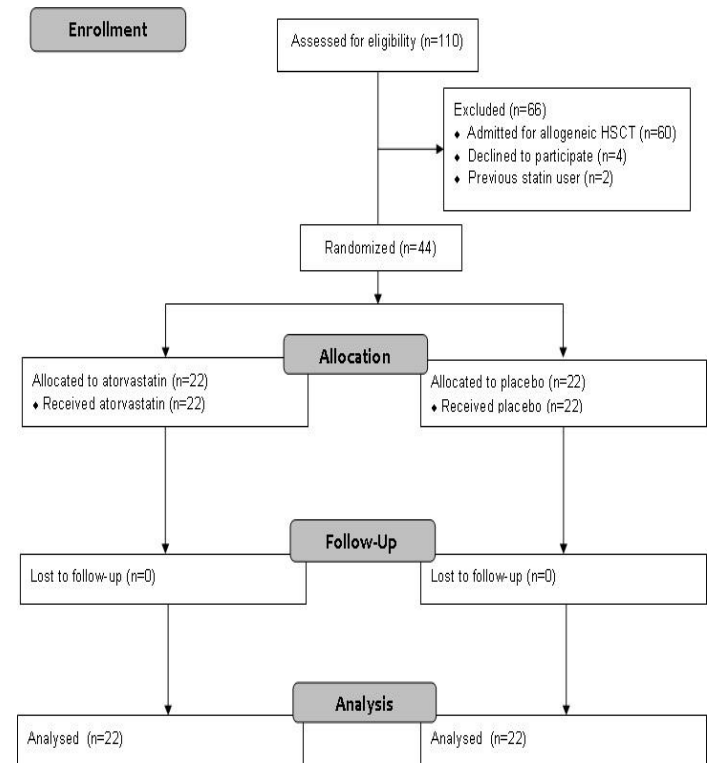 Enrollment
Assessed for eligibility (n=110)
Excluded (n=66)
♦ Admitted for allogeneic HSCT (n=60)
♦ Declined to participate (n=4)
♦ Previous statin user (n=2)
Randomized (n=44)
Allocation
Allocated to atorvastatin (n=22)
♦ Received atorvastatin (n=22)
Allocated to placebo (n=22)
♦ Received placebo (n=22)
Follow-Up
Lost to follow-up (n=0)
Lost to follow-up (n=0)
Analysis
Analysed (n=22)
Analysed (n=22)